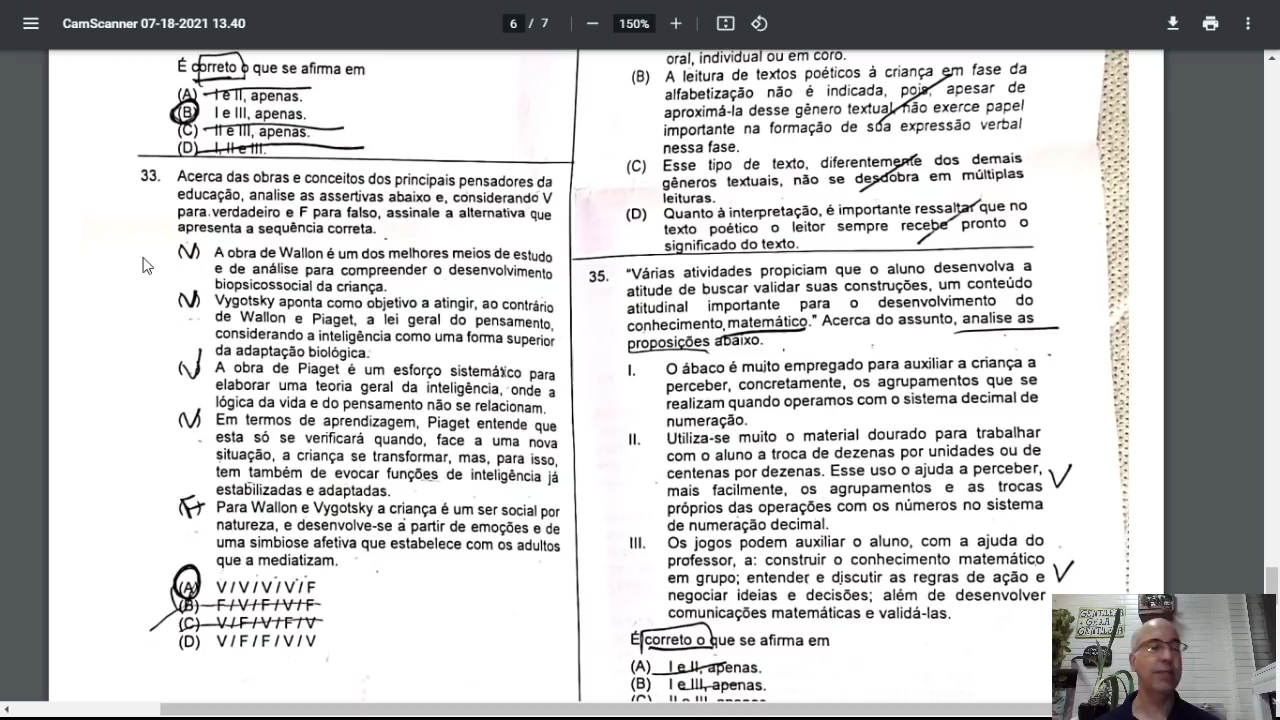 CamScanner 07-18-2021 13.40
6 / 7
150%
É correto o que se afirma em
(A) I e II, apenas.
(B) I e III, apenas.
(C) II e III, apenas.
(D) I, II e III.
33. Acerca das obras e conceitos dos principais pensadores da
educação, analise as assertivas abaixo e, considerando V
para verdadeiro e F para falso, assinale a alternativa que
apresenta a sequência correta.
(V) A obra de Wallon é um dos melhores meios de estudo
e de análise para compreender o desenvolvimento
biopsicossocial da criança.
(V) Vygotsky aponta como objetivo a atingir, ao contrário
de Wallon e Piaget, a lei geral do pensamento,
considerando a inteligência como uma forma superior
da adaptação biológica.
(V) A obra de Piaget é um esforço sistemático para
elaborar uma teoria geral da inteligência, onde a
lógica da vida e do pensamento não se relacionam.
(V) Em termos de aprendizagem, Piaget entende que
esta só se verificará quando, face a uma nova
situação, a criança se transformar, mas, para isso,
tem também de evocar funções de inteligência já
estabilizadas e adaptadas.
(F) Para Wallon e Vygotsky a criança é um ser social por
natureza, e desenvolve-se a partir de emoções e de
uma simbiose afetiva que estabelece com os adultos
que a mediatizam.
(A) V / V / V / V / F
(B) F / V / F / V / F
(C) V / F / V / F / V
(D) V / F / F / V / V
oral, individual ou em coro.
(B) A leitura de textos poéticos à criança em fase da
alfabetização não é indicada, pois, apesar de
aproximá-la desse gênero textual, não exerce papel
importante na formação de sua expressão verbal
nessa fase.
(C) Esse tipo de texto, diferentemente dos demais
gêneros textuais, não se desdobra em múltiplas
leituras.
(D) Quanto à interpretação, é importante ressaltar que no
texto poético o leitor sempre recebe pronto o
significado do texto.
35. "Várias atividades propiciam que o aluno desenvolva a
atitude de buscar validar suas construções, um conteúdo
atitudinal importante para o desenvolvimento do
conhecimento matemático." Acerca do assunto, analise as
proposições abaixo.
I. O ábaco é muito empregado para auxiliar a criança a
perceber, concretamente, os agrupamentos que se
realizam quando operamos com o sistema decimal de
numeração.
II. Utiliza-se muito o material dourado para trabalhar
com o aluno a troca de dezenas por unidades ou de
centenas por dezenas. Esse uso o ajuda a perceber,
mais facilmente, os agrupamentos e as trocas
próprios das operações com os números no sistema
de numeração decimal.
III. Os jogos podem auxiliar o aluno, com a ajuda do
professor, a: construir o conhecimento matemático
em grupo; entender e discutir as regras de ação e
negociar ideias e decisões; além de desenvolver
comunicações matemáticas e validá-las.
É correto o que se afirma em
(A) I e II, apenas.
(B) I e III, apenas.
(C) II e III, apenas.